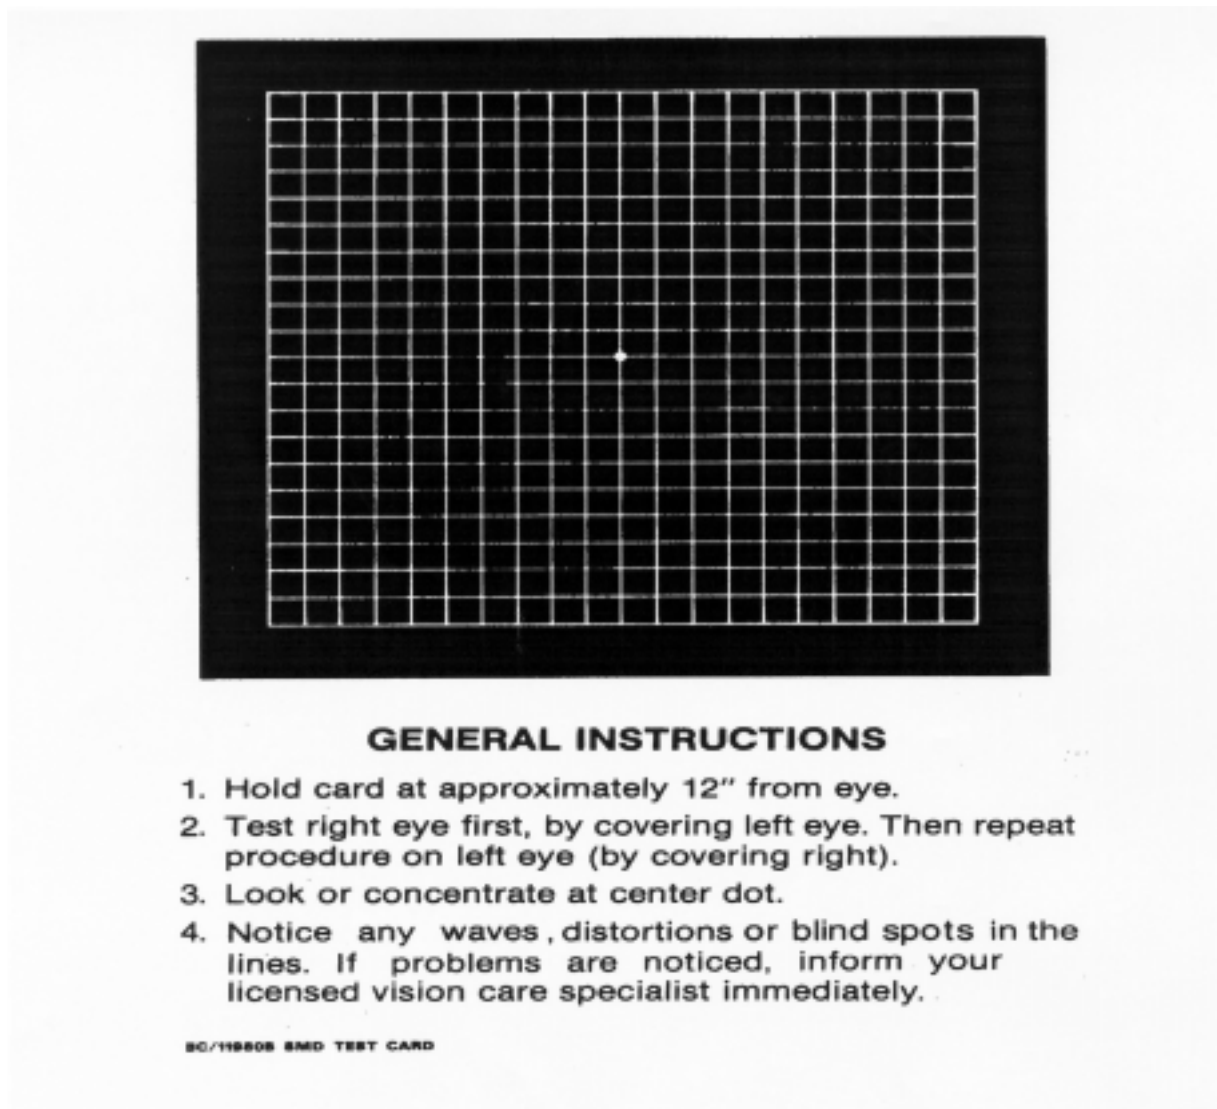 GENERAL INSTRUCTIONS
1. Hold card at approximately 12" from eye.
2. Test right eye first, by covering left eye. Then repeat
procedure on left eye (by covering right).
3. Look or concentrate at center dot.
4. Notice any waves, distortions or blind spots in the
lines. If problems are noticed, inform your
licensed vision care specialist immediately.
SMD TEST CARD